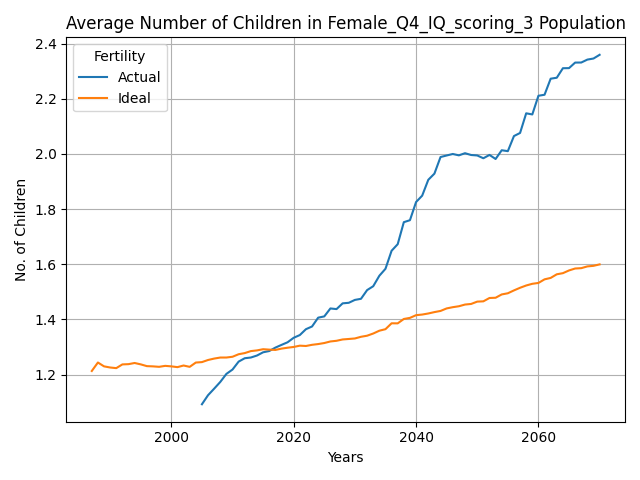 Average Number of Children in Female_Q4_IQ_scoring_3 Population
2.4
2.2
2.0
1.8
1.6
1.4
1.2
No. of Children
Fertility
Actual
Ideal
2000
2020
2040
2060
Years